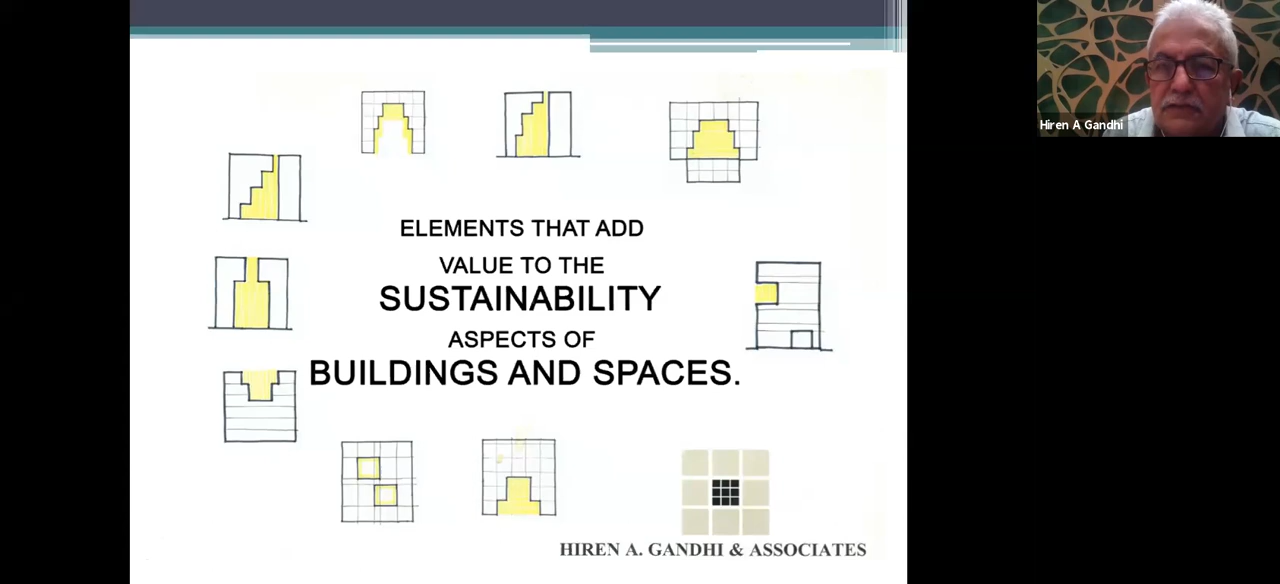 Hiren A Gandhi
ELEMENTS THAT ADD
VALUE TO THE
SUSTAINABILITY
ASPECTS OF
BUILDINGS AND SPACES.
HIREN A. GANDHI & ASSOCIATES